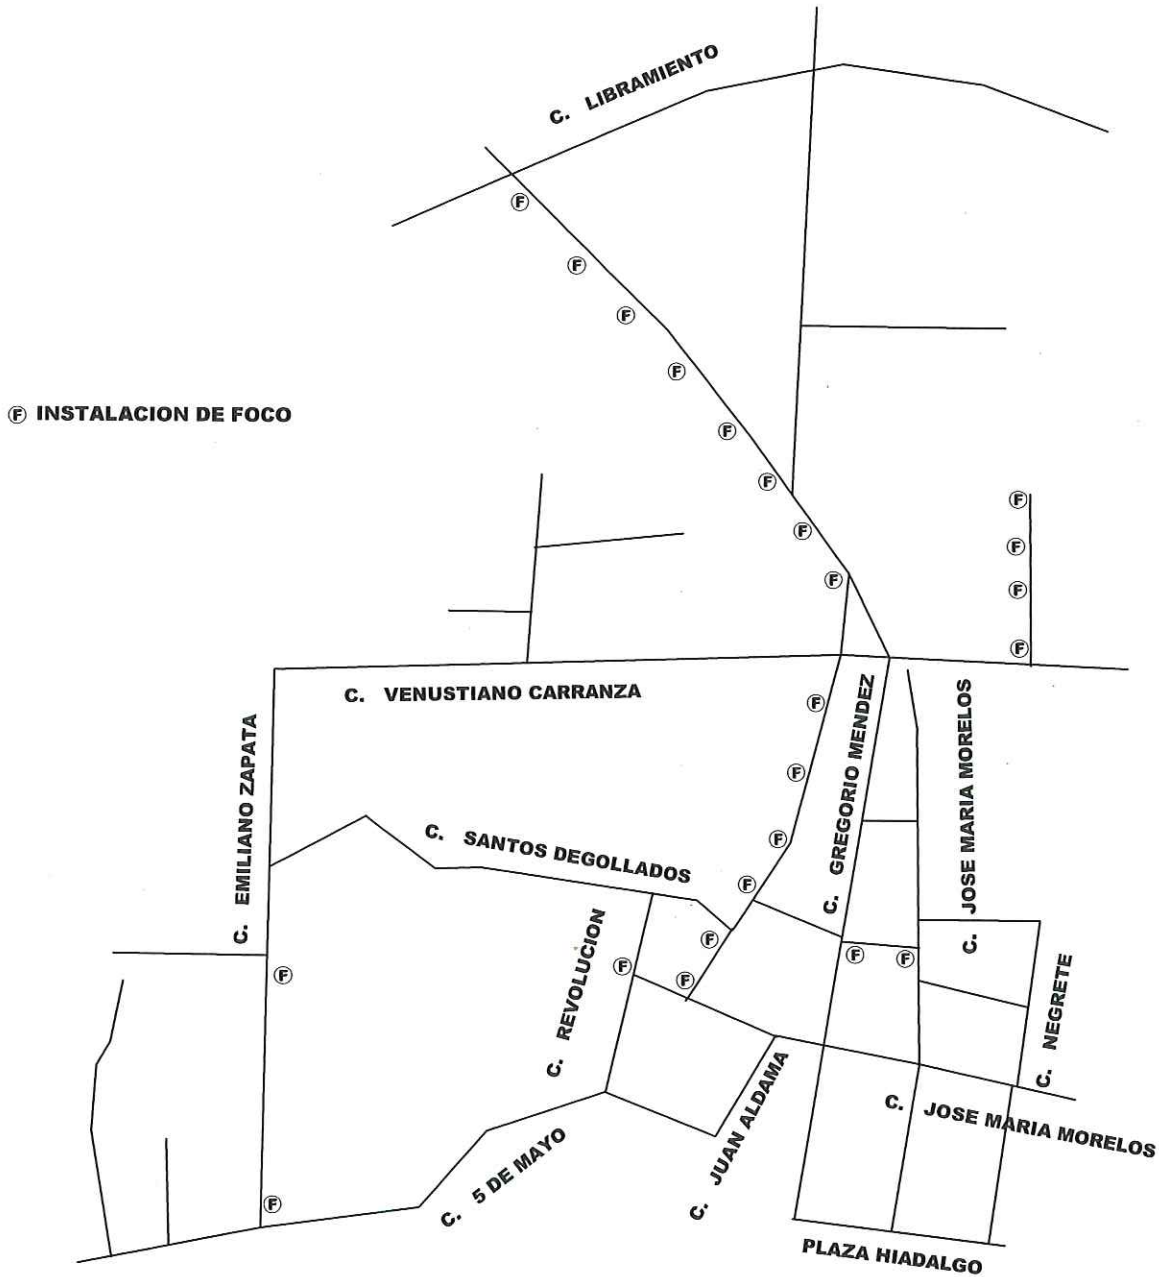 C. LIBRAMIENTO
F
F
F
F
Ⓕ INSTALACION DE FOCO
F
F
F
F
F
F
F
F
C. VENUSTIANO CARRANZA
F
F
F
F
F
F
F
F
F
F
F
C. EMILIANO ZAPATA
C. GREGORIO MENDEZ
C. JOSE MARIA MORELOS
C. SANTOS DEGOLLADOS
C. REVOLUCION
C. NEGRETE
C. JOSE MARIA MORELOS
C. JUAN ALDAMA
C. 5 DE MAYO
PLAZA HIADALGO